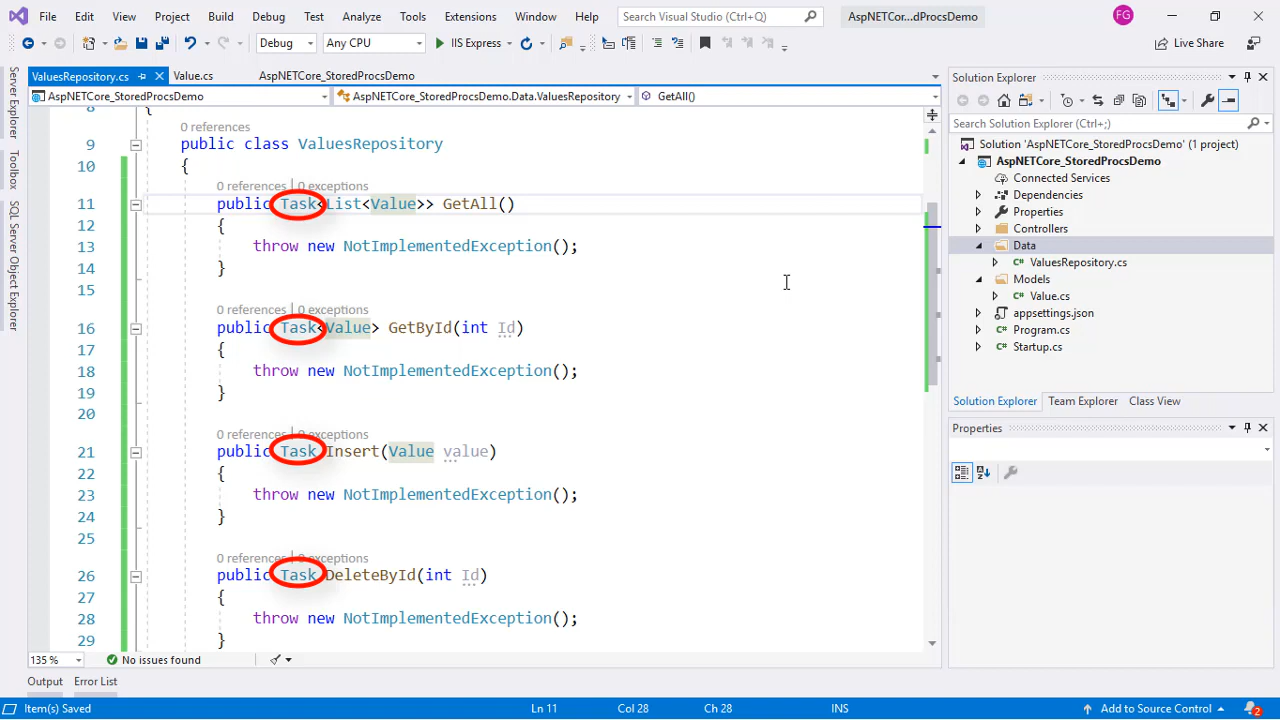 File Edit View Project Build Debug Test Analyze Tools Extensions Window Help Search Visual Studio (Ctrl+Q) AspNETCor...dProcsDemo FG
Debug Any CPU IIS Express Live Share
ValuesRepository.cs Value.cs AspNETCore_StoredProcsDemo
AspNETCore_StoredProcsDemo AspNETCore_StoredProcsDemo.Data.ValuesRepository GetAll()
Server Explorer
Toolbox
SQL Server Object Explorer
8 {
0 references
9 public class ValuesRepository
10 {
0 references | 0 exceptions
11 public Task<List<Value>> GetAll()
12 {
13 throw new NotImplementedException();
14 }
15
0 references | 0 exceptions
16 public Task<Value> GetById(int Id)
17 {
18 throw new NotImplementedException();
19 }
20
0 references | 0 exceptions
21 public Task Insert(Value value)
22 {
23 throw new NotImplementedException();
24 }
25
0 references | 0 exceptions
26 public Task DeleteById(int Id)
27 {
28 throw new NotImplementedException();
29 }
135 % No issues found
Output Error List
Solution Explorer
Search Solution Explorer (Ctrl+;)
Solution 'AspNETCore_StoredProcsDemo' (1 project)
AspNETCore_StoredProcsDemo
Connected Services
Dependencies
Properties
Controllers
Data
ValuesRepository.cs
Models
Value.cs
appsettings.json
Program.cs
Startup.cs
Solution Explorer Team Explorer Class View
Properties
Item(s) Saved Ln 11 Col 28 Ch 28 INS Add to Source Control 2